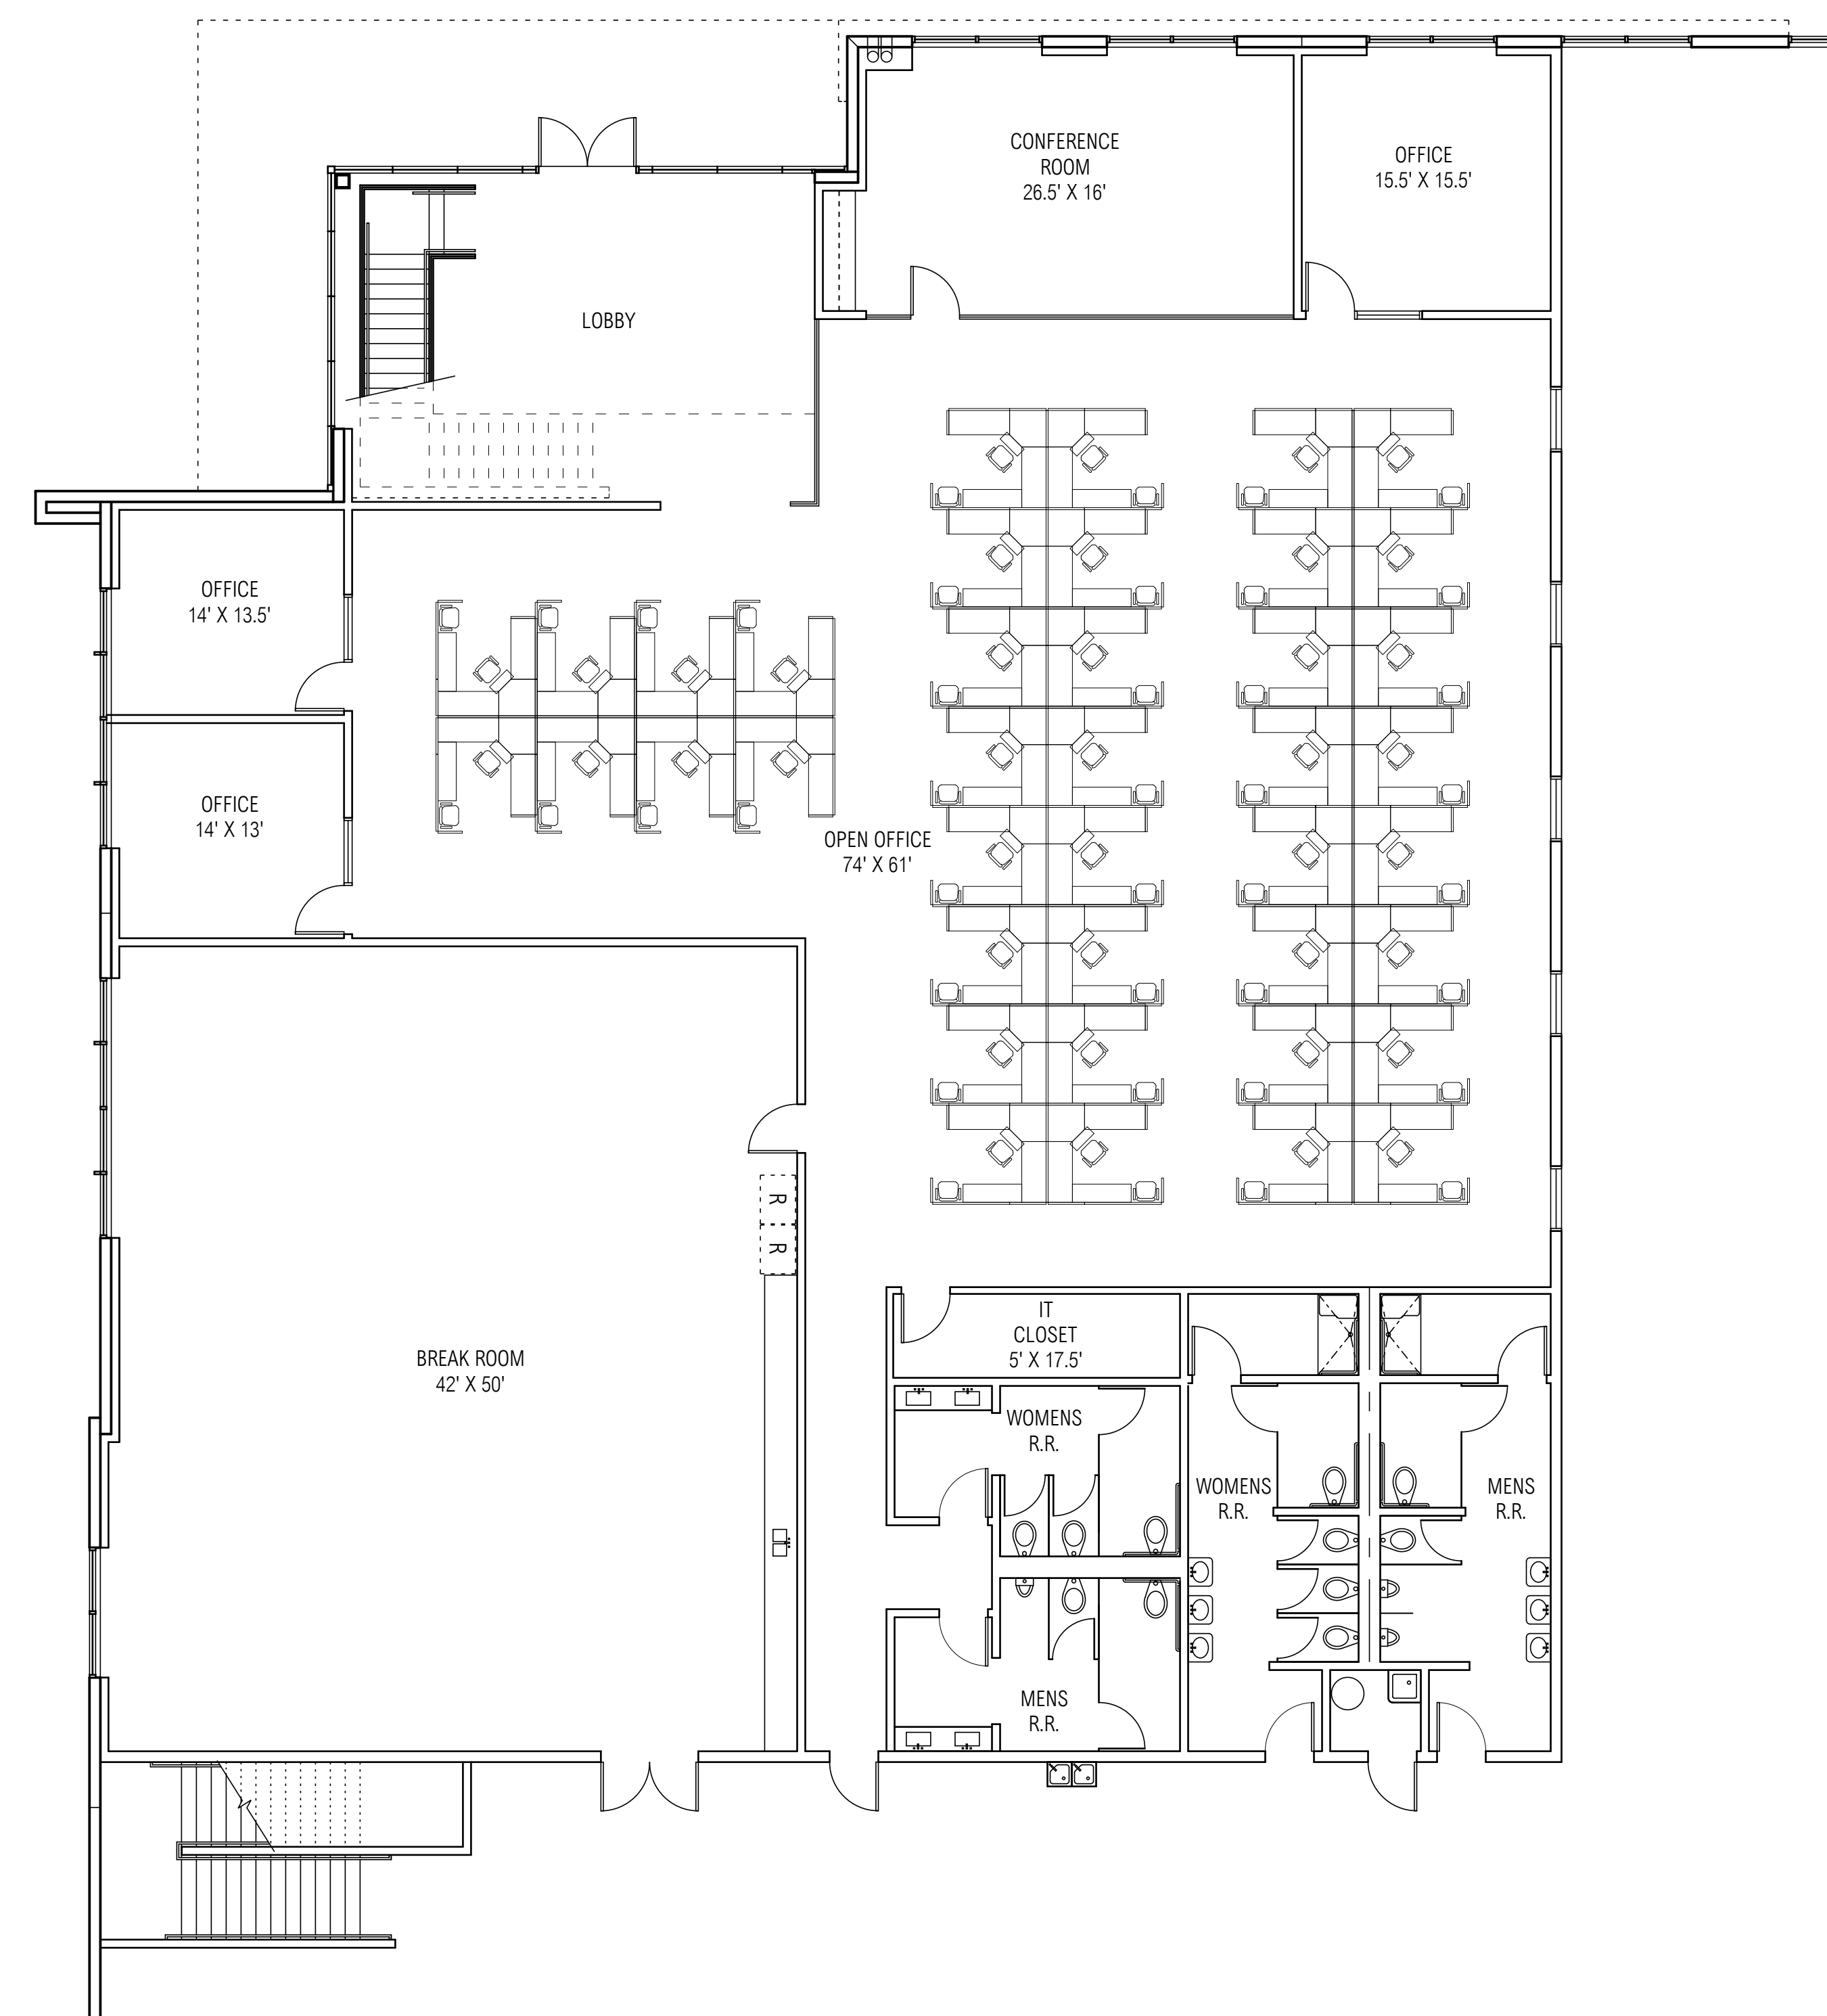 CONFERENCE
ROOM
26.5' X 16'
OFFICE
15.5' X 15.5'
LOBBY
OFFICE
14' X 13.5'
OFFICE
14' X 13'
OPEN OFFICE
74' X 61'
R
R
BREAK ROOM
42' X 50'
IT
CLOSET
5' X 17.5'
WOMENS
R.R.
WOMENS
R.R.
MENS
R.R.
MENS
R.R.